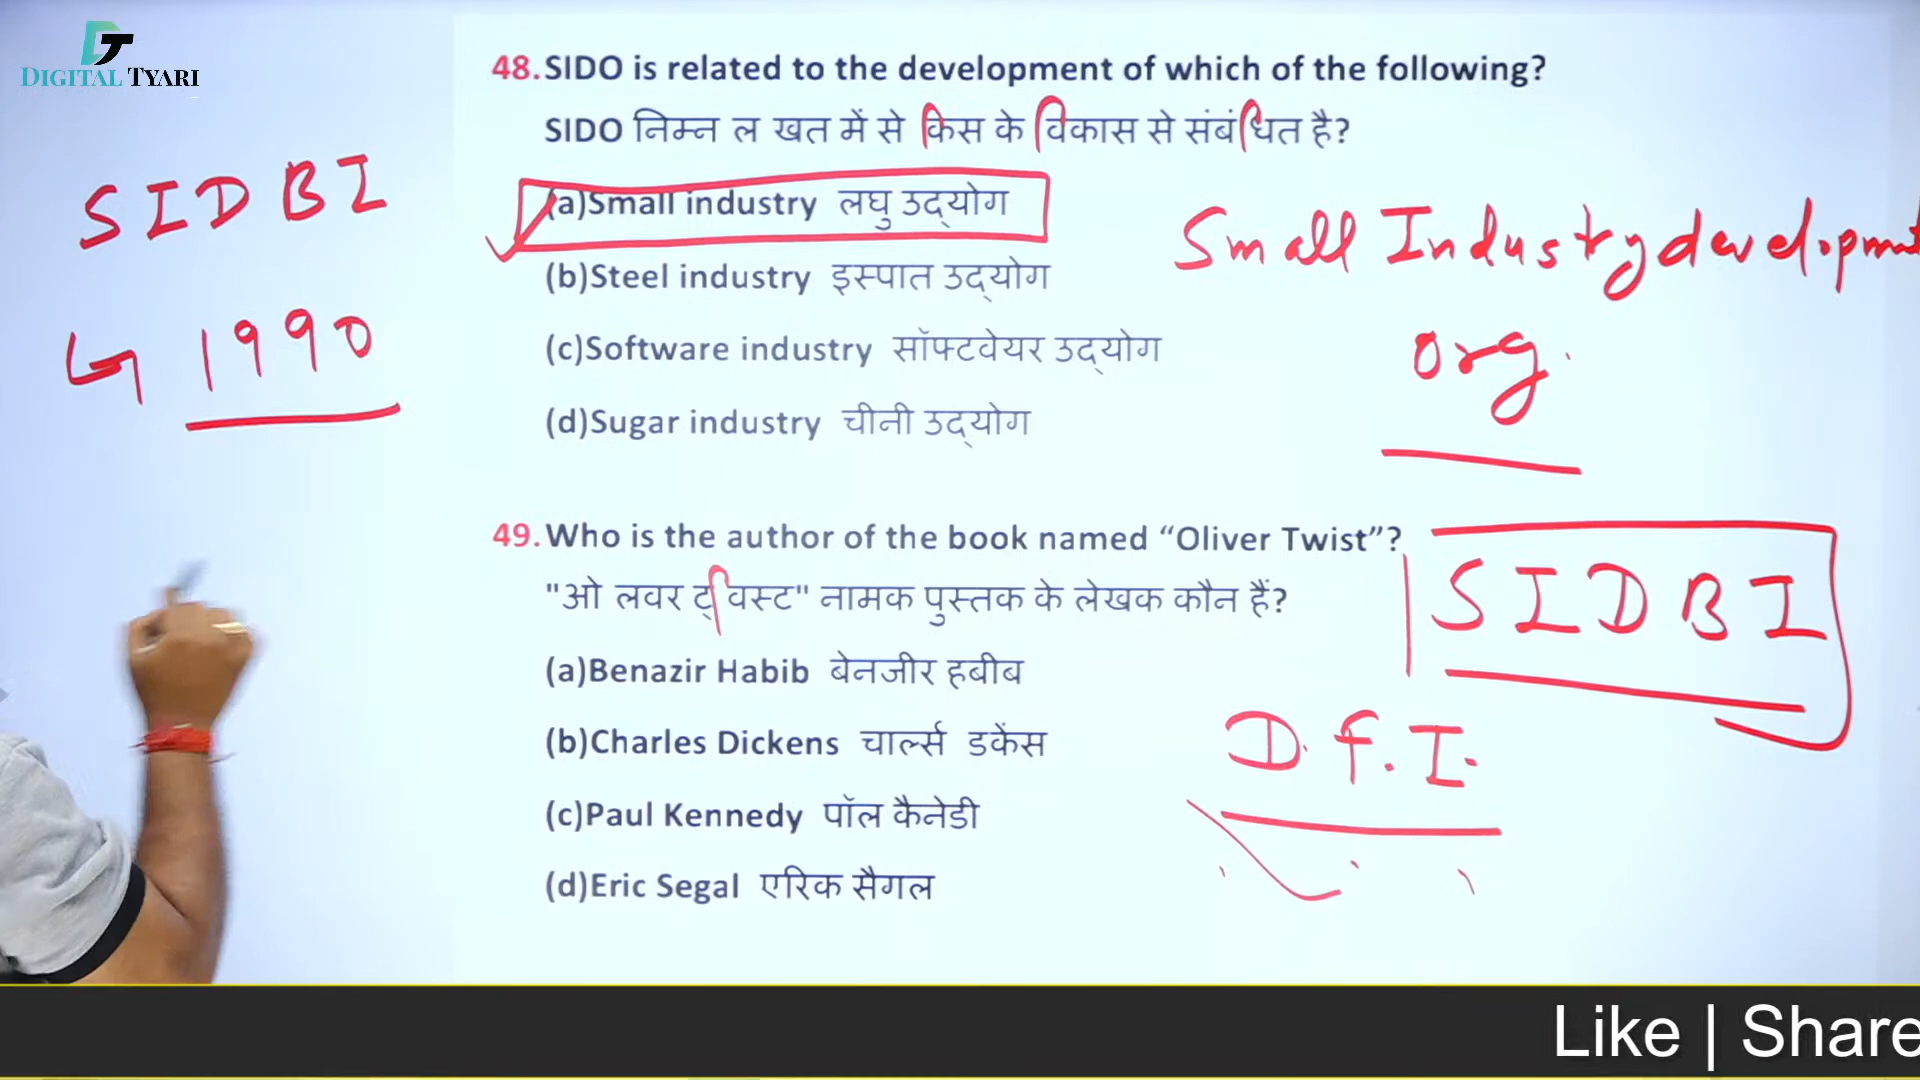 DT
DIGITAL TYARI
48.SIDO is related to the development of which of the following?
SIDO निम्न ल खत में से किस के विकास से संबंधित है?
(a)Small industry लघु उद्योग
(b)Steel industry इस्पात उद्योग
(c)Software industry सॉफ्टवेयर उद्योग
(d)Sugar industry चीनी उद्योग
SIDBI
1990
Small Industry development
org.
49.Who is the author of the book named “Oliver Twist”?
"ओ लवर ट्विस्ट" नामक पुस्तक के लेखक कौन हैं?
(a)Benazir Habib बेनजीर हबीब
(b)Charles Dickens चार्ल्स डकेंस
(c)Paul Kennedy पॉल कैनेडी
(d)Eric Segal एरिक सैगल
SIDBI
D.F.I.
Like | Share